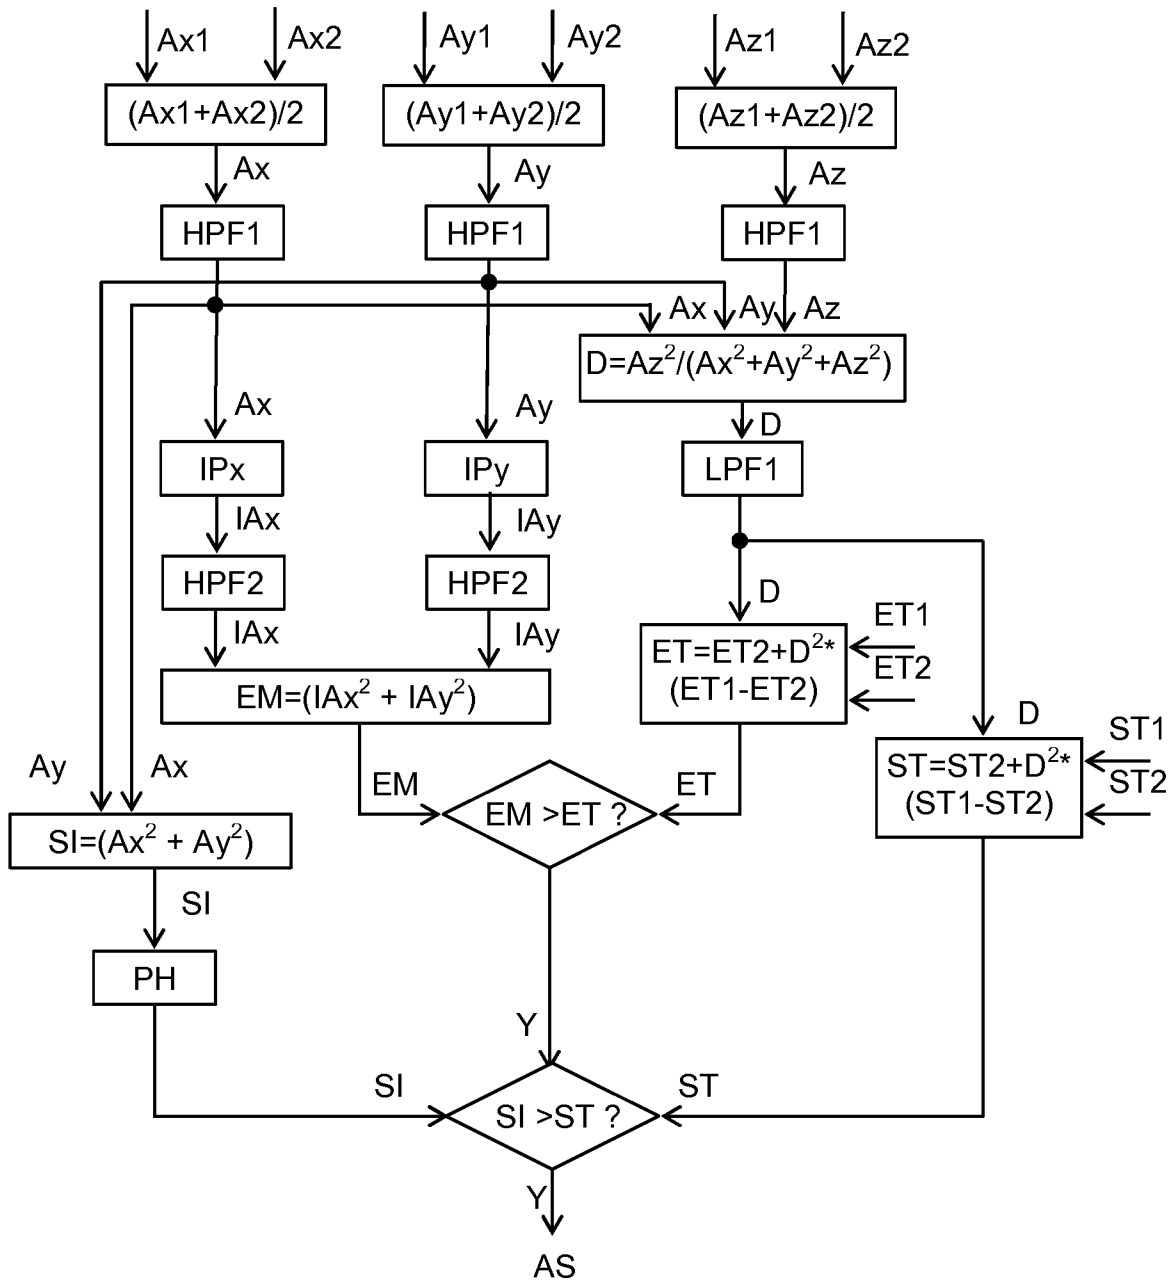 Ax1 Ax2 Ay1 Ay2 Az1 Az2
(Ax1+Ax2)/2 (Ay1+Ay2)/2 (Az1+Az2)/2
Ax Ay Az
HPF1 HPF1 HPF1
Ax Ay Az
D=Az²/(Ax²+Ay²+Az²)
Ax Ay D
IPx IPy LPF1
IAx IAy
HPF2 HPF2 D
IAx IAy ET1
ET=ET2+D²*
(ET1-ET2)
ET2
EM=(IAx² + IAy²)
D ST1
ST=ST2+D²*
(ST1-ST2)
ST2
Ay Ax EM ET
EM >ET ?
SI=(Ax² + Ay²)
SI
PH
Y
SI ST
SI >ST ?
Y
AS